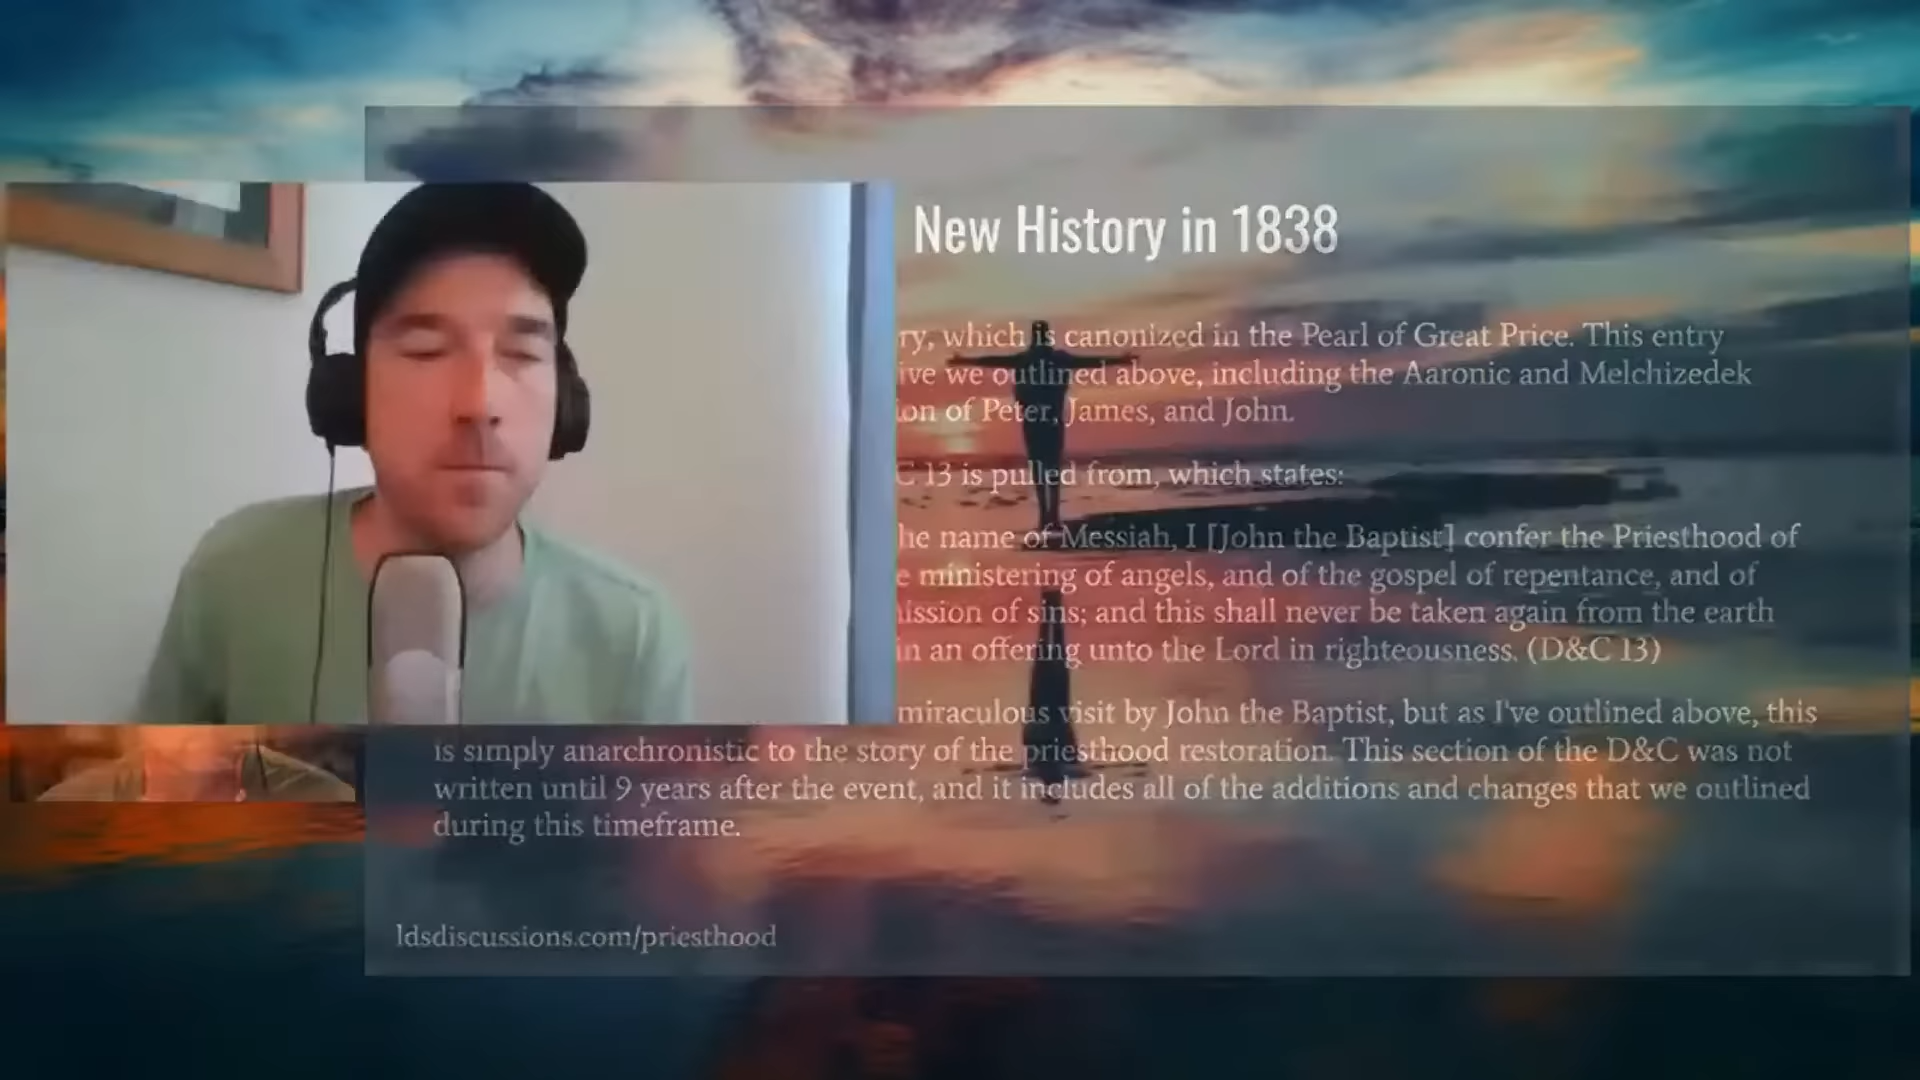 New History in 1838
ry, which is canonized in the Pearl of Great Price. This entry
ive we outlined above, including the Aaronic and Melchizedek
on of Peter, James, and John.
C 13 is pulled from, which states:
he name of Messiah, I [John the Baptist] confer the Priesthood of
e ministering of angels, and of the gospel of repentance, and of
ission of sins; and this shall never be taken again from the earth
in an offering unto the Lord in righteousness. (D&C 13)
miraculous visit by John the Baptist, but as I've outlined above, this
is simply anarchronistic to the story of the priesthood restoration. This section of the D&C was not
written until 9 years after the event, and it includes all of the additions and changes that we outlined
during this timeframe.
ldsdiscussions.com/priesthood